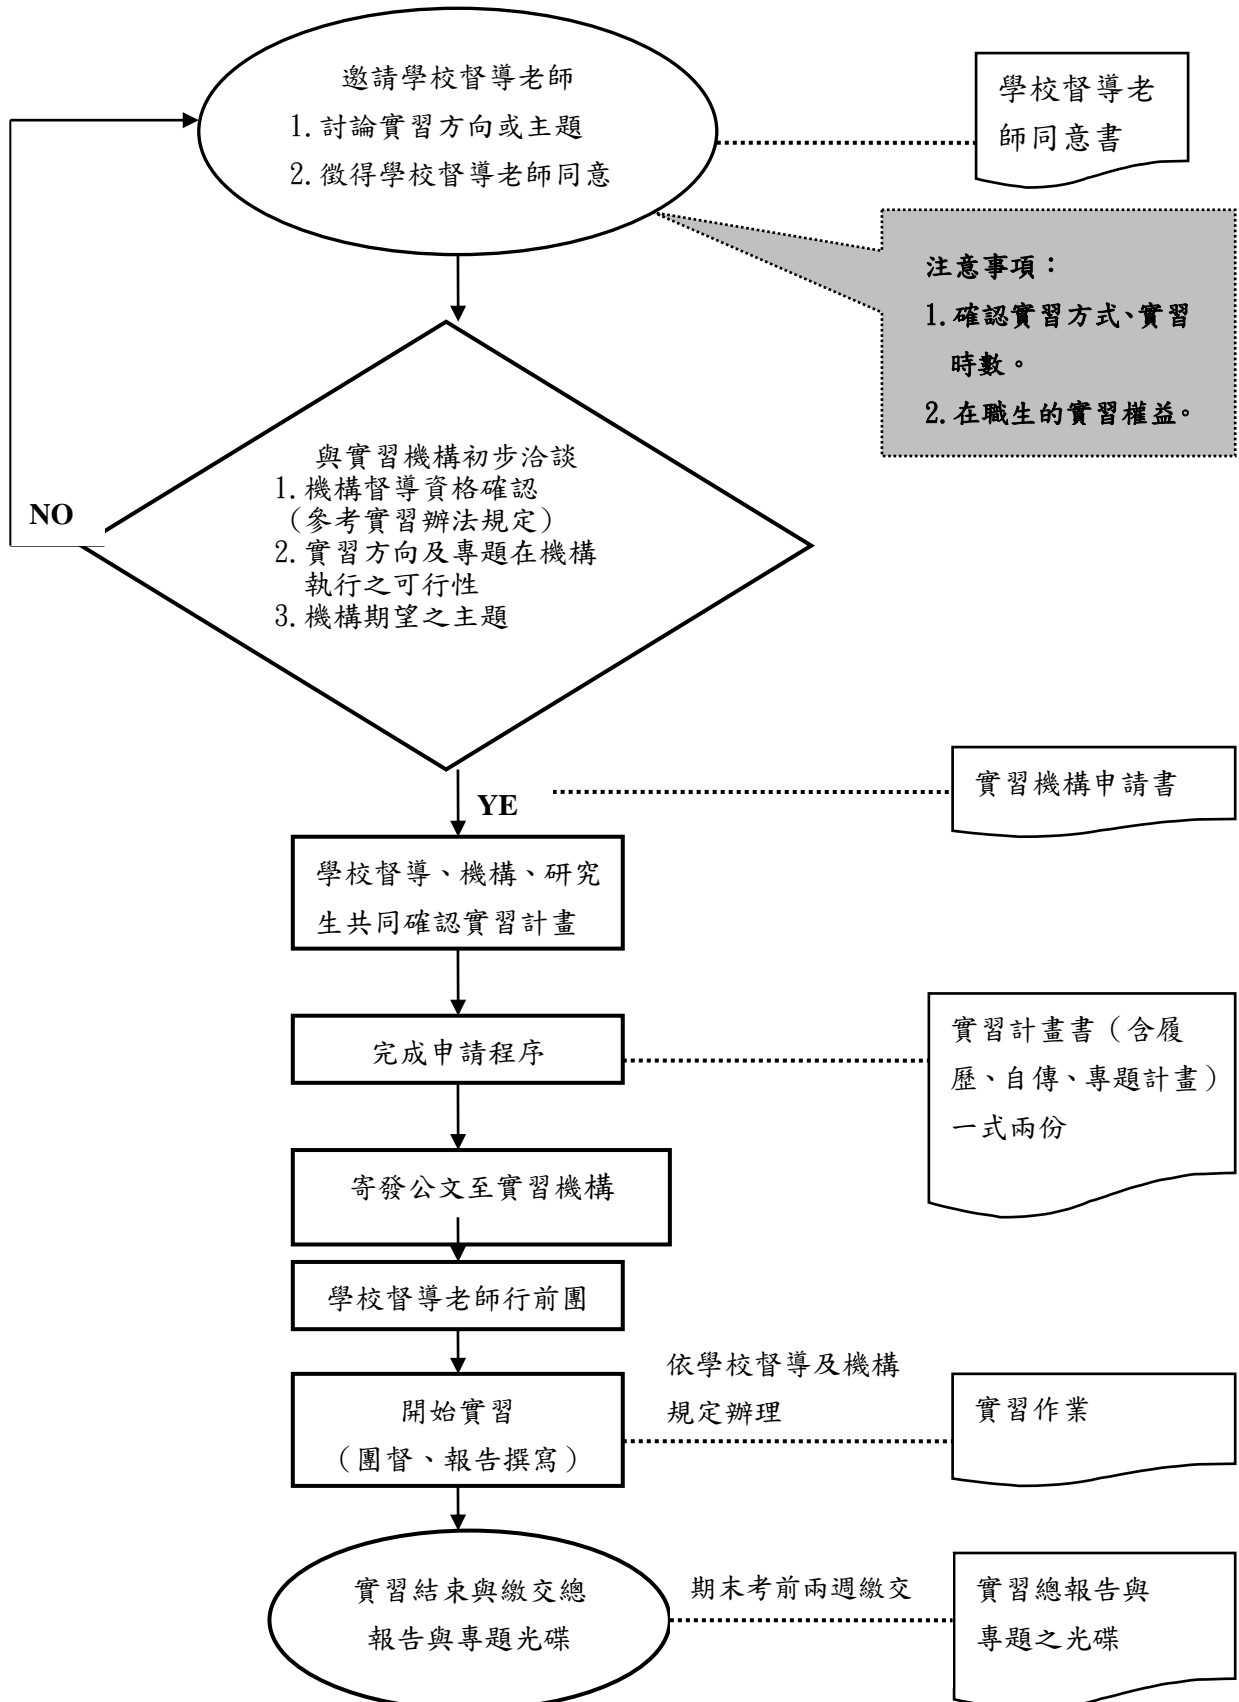 邀請學校督導老師
1.討論實習方向或主題
2.徵得學校督導老師同意
學校督導老
師同意書
注意事項：
1.確認實習方式、實習
時數。
2.在職生的實習權益。
與實習機構初步洽談
1.機構督導資格確認
（參考實習辦法規定）
2.實習方向及專題在機構
執行之可行性
3.機構期望之主題
NO
YE
實習機構申請書
學校督導、機構、研究
生共同確認實習計畫
完成申請程序
實習計畫書（含履
歷、自傳、專題計畫）
一式兩份
寄發公文至實習機構
學校督導老師行前團
開始實習
（團督、報告撰寫）
依學校督導及機構
規定辦理
實習作業
實習結束與繳交總
報告與專題光碟
期末考前兩週繳交
實習總報告與
專題之光碟